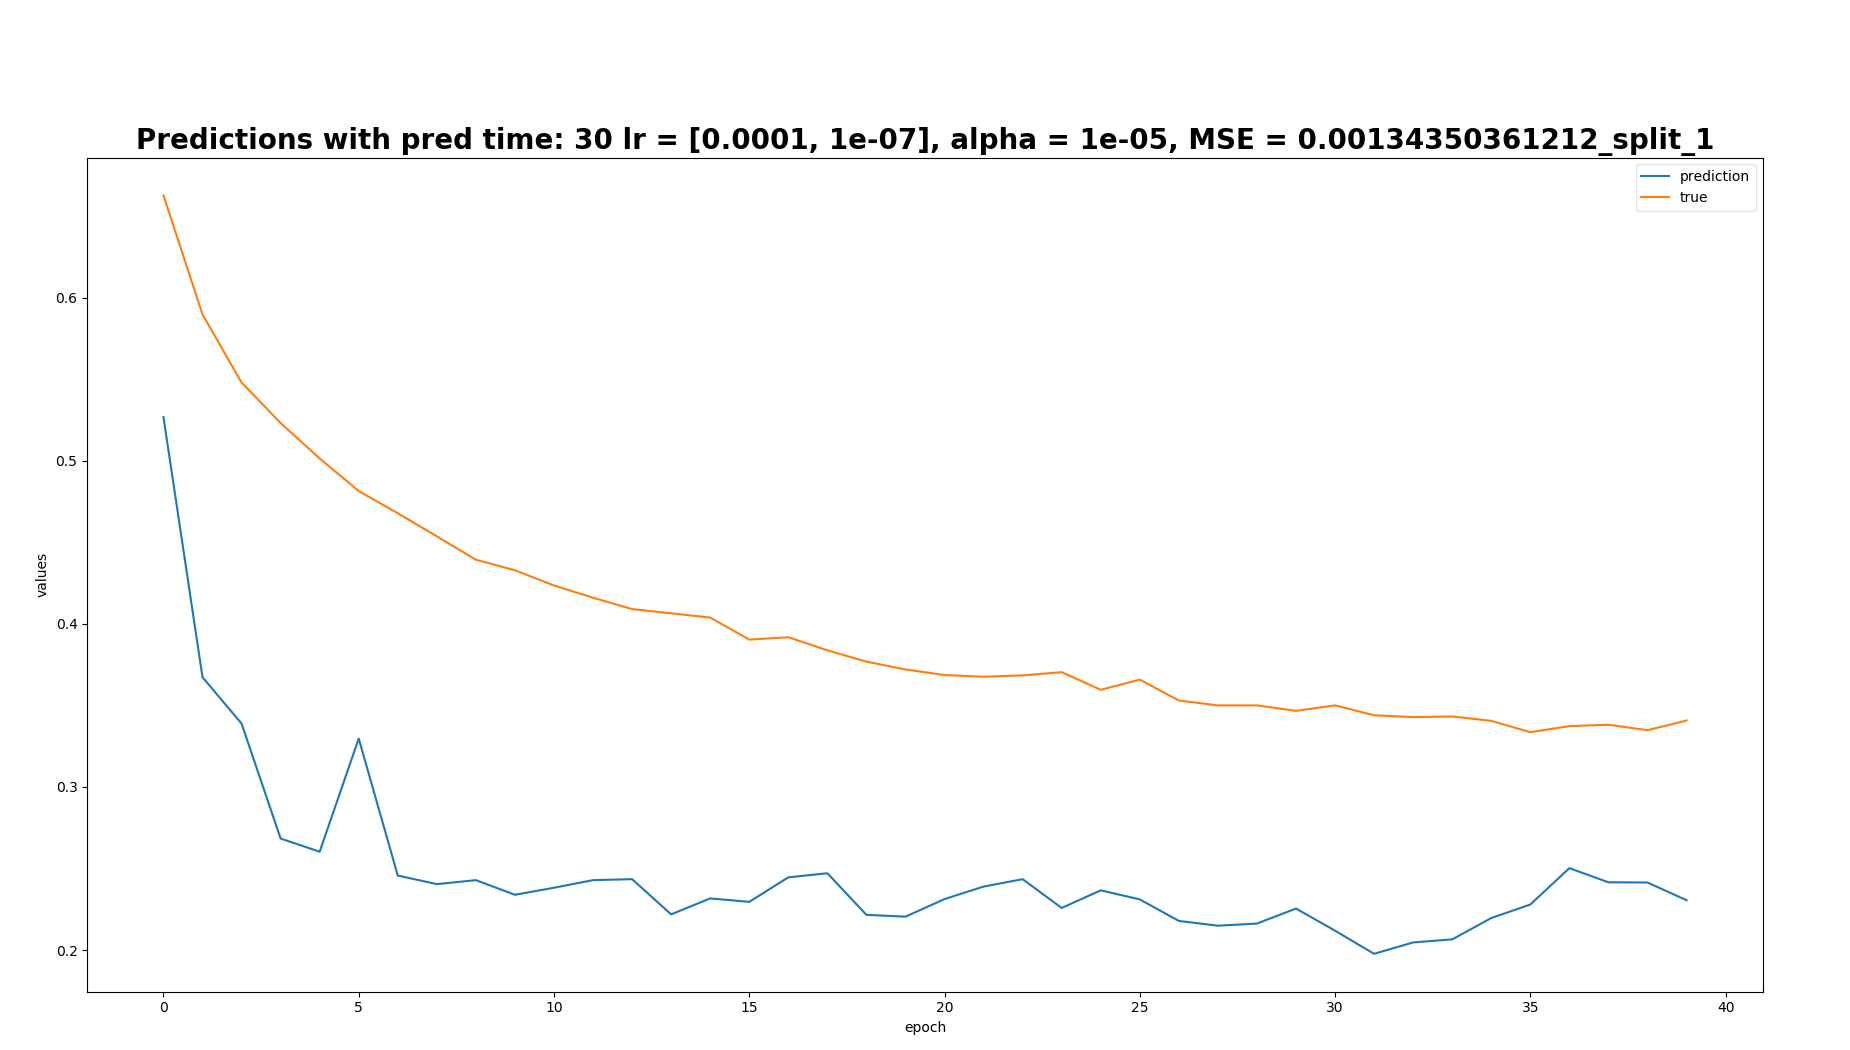 Predictions with pred time: 30 lr = [0.0001, 1e-07], alpha = 1e-05, MSE = 0.00134350361212_split_1
prediction
true
values
0.6
0.5
0.4
0.3
0.2
0 5 10 15 20 25 30 35 40
epoch